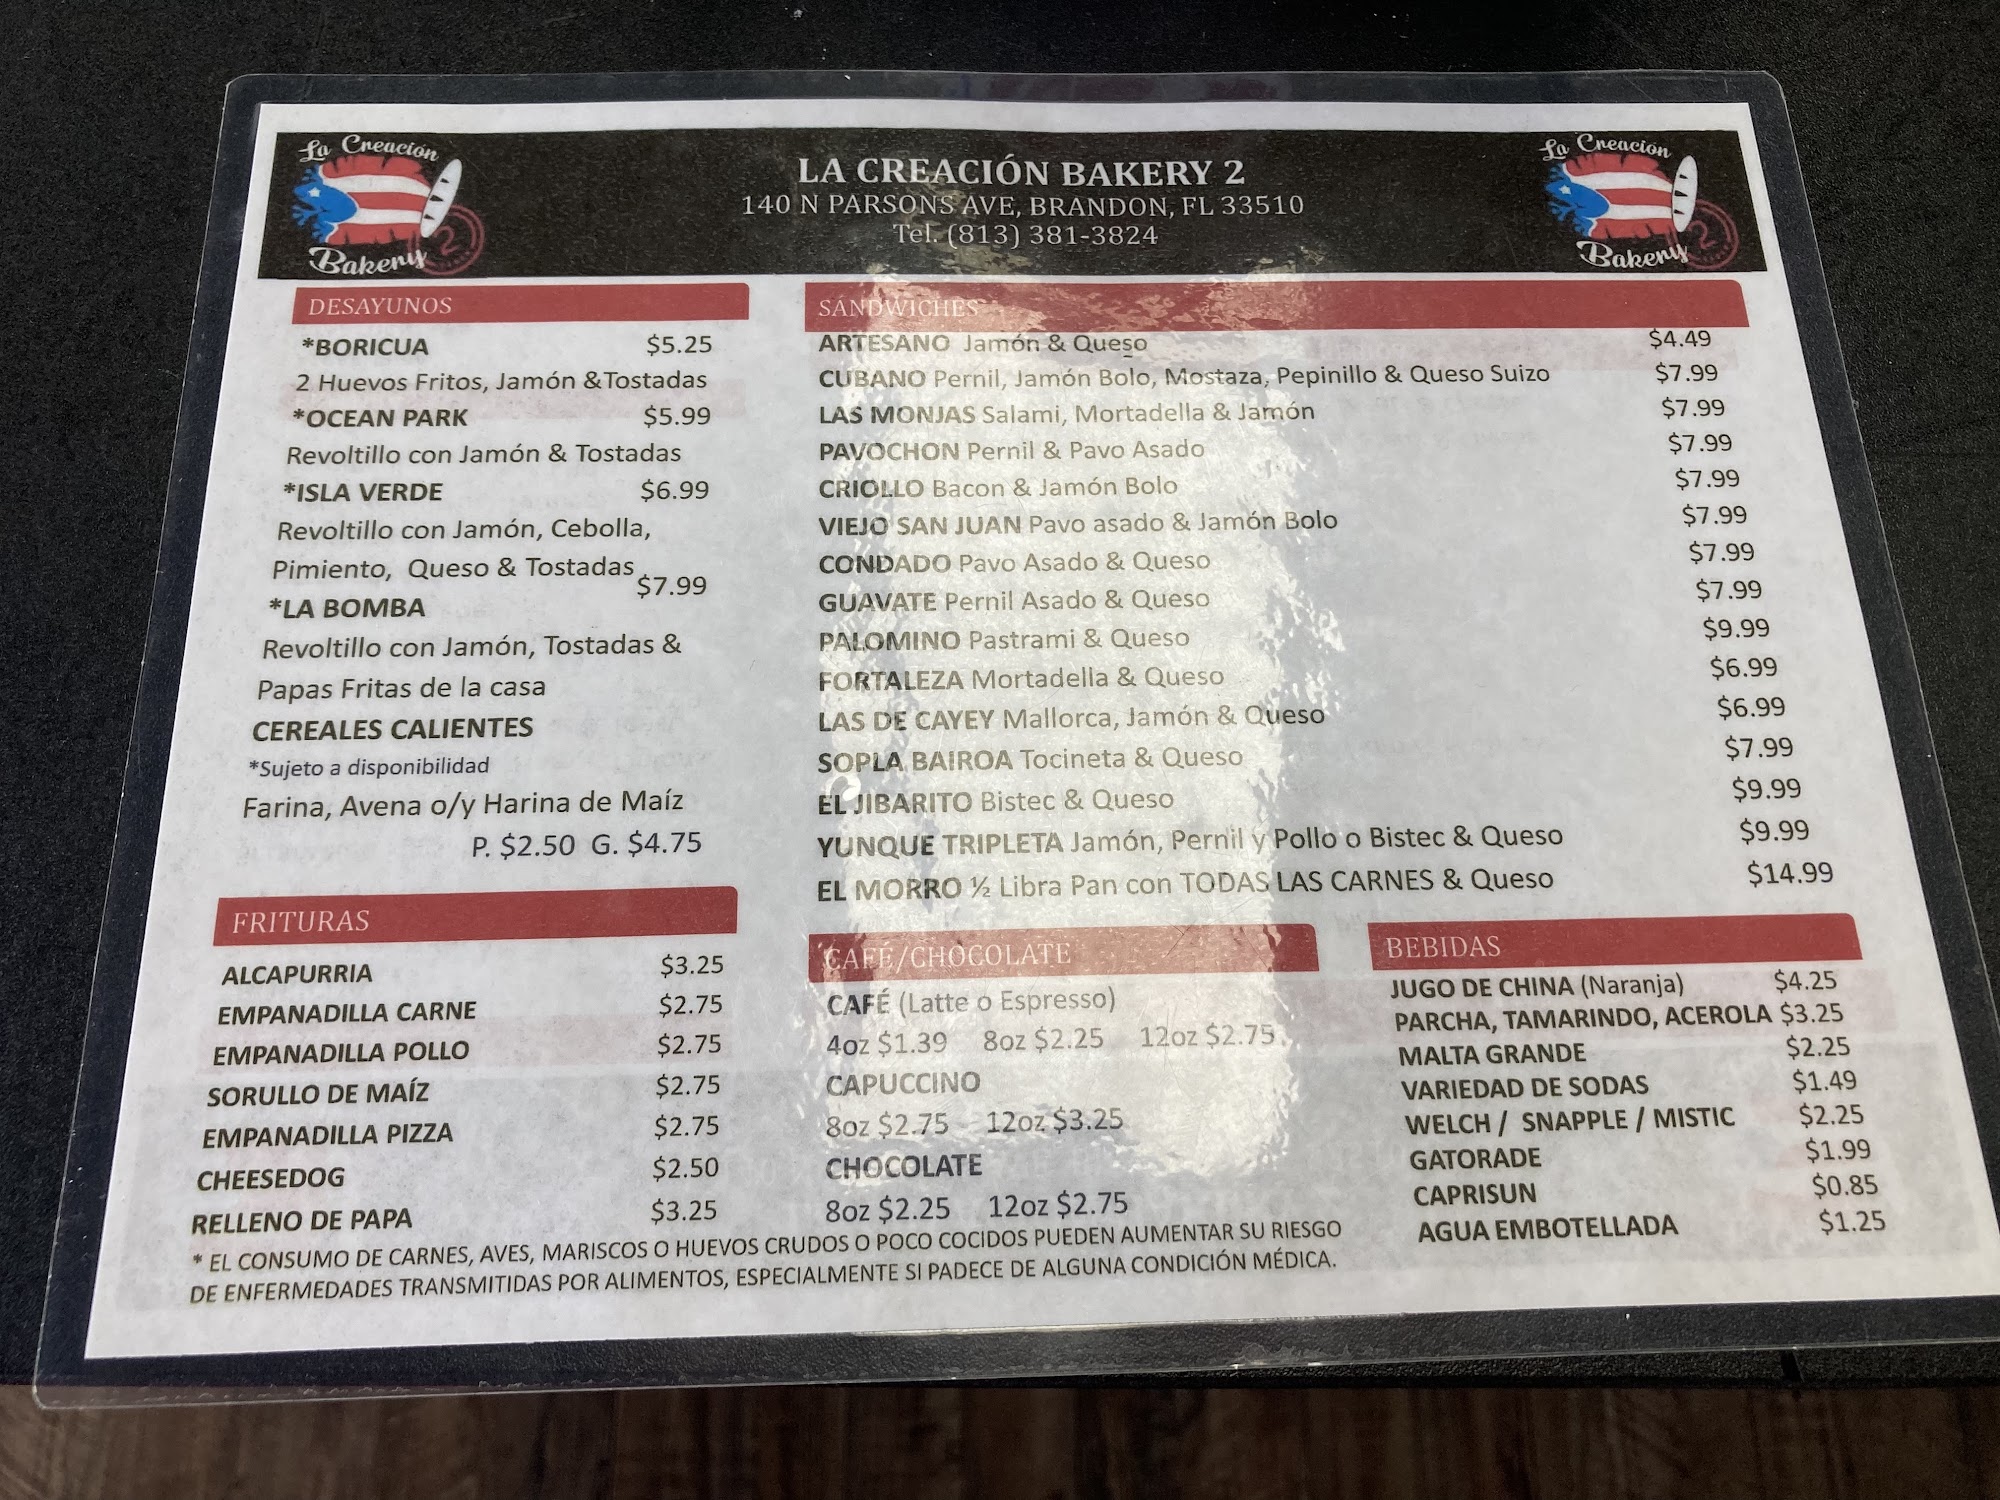 La Creación
Bakery
2
LA CREACIÓN BAKERY 2
140 N PARSONS AVE, BRANDON, FL 33510
Tel. (813) 381-3824
La Creación
Bakery
2
DESAYUNOS
*BORICUA $5.25
2 Huevos Fritos, Jamón &Tostadas
*OCEAN PARK $5.99
Revoltillo con Jamón & Tostadas
*ISLA VERDE $6.99
Revoltillo con Jamón, Cebolla,
Pimiento, Queso & Tostadas
*LA BOMBA $7.99
Revoltillo con Jamón, Tostadas &
Papas Fritas de la casa
CEREALES CALIENTES
*Sujeto a disponibilidad
Farina, Avena o/y Harina de Maíz
P. $2.50 G. $4.75
FRITURAS
ALCAPURRIA $3.25
EMPANADILLA CARNE $2.75
EMPANADILLA POLLO $2.75
SORULLO DE MAÍZ $2.75
EMPANADILLA PIZZA $2.75
CHEESEDOG $2.50
RELLENO DE PAPA $3.25
SÁNDWICHES
ARTESANO Jamón & Queso $4.49
CUBANO Pernil, Jamón Bolo, Mostaza, Pepinillo & Queso Suizo $7.99
LAS MONJAS Salami, Mortadella & Jamón $7.99
PAVOCHON Pernil & Pavo Asado $7.99
CRIOLLO Bacon & Jamón Bolo $7.99
VIEJO SAN JUAN Pavo asado & Jamón Bolo $7.99
CONDADO Pavo Asado & Queso $7.99
GUAVATE Pernil Asado & Queso $7.99
PALOMINO Pastrami & Queso $9.99
FORTALEZA Mortadella & Queso $6.99
LAS DE CAYEY Mallorca, Jamón & Queso $6.99
SOPLA BAIROA Tocineta & Queso $7.99
EL JIBARITO Bistec & Queso $9.99
YUNQUE TRIPLETA Jamón, Pernil y Pollo o Bistec & Queso $9.99
EL MORRO ½ Libra Pan con TODAS LAS CARNES & Queso $14.99
CAFÉ/CHOCOLATE
CAFÉ (Latte o Espresso)
4oz $1.39 8oz $2.25 12oz $2.75
CAPUCCINO
8oz $2.75 12oz $3.25
CHOCOLATE
8oz $2.25 12oz $2.75
BEBIDAS
JUGO DE CHINA (Naranja) $4.25
PARCHA, TAMARINDO, ACEROLA $3.25
MALTA GRANDE $2.25
VARIEDAD DE SODAS $1.49
WELCH / SNAPPLE / MISTIC $2.25
GATORADE $1.99
CAPRISUN $0.85
AGUA EMBOTELLADA $1.25
* EL CONSUMO DE CARNES, AVES, MARISCOS O HUEVOS CRUDOS O POCO COCIDOS PUEDEN AUMENTAR SU RIESGO
DE ENFERMEDADES TRANSMITIDAS POR ALIMENTOS, ESPECIALMENTE SI PADECE DE ALGUNA CONDICIÓN MÉDICA.